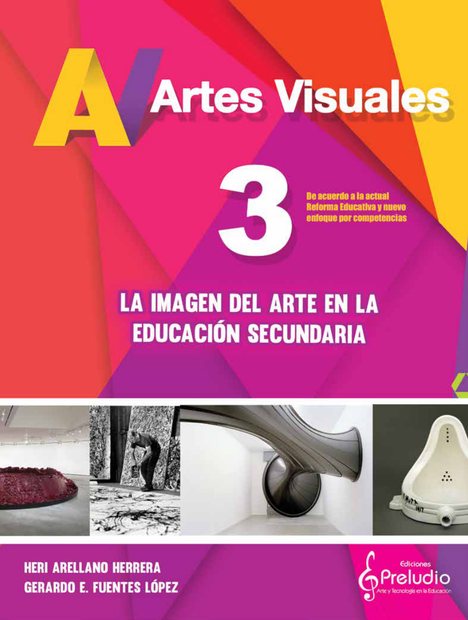 AV Artes Visuales
3
De acuerdo a la actual
Reforma Educativa y nuevo
enfoque por competencias
LA IMAGEN DEL ARTE EN LA
EDUCACIÓN SECUNDARIA
HERI ARELLANO HERRERA
GERARDO E. FUENTES LÓPEZ
Ediciones
Preludio
Arte y Tecnología en la Educación